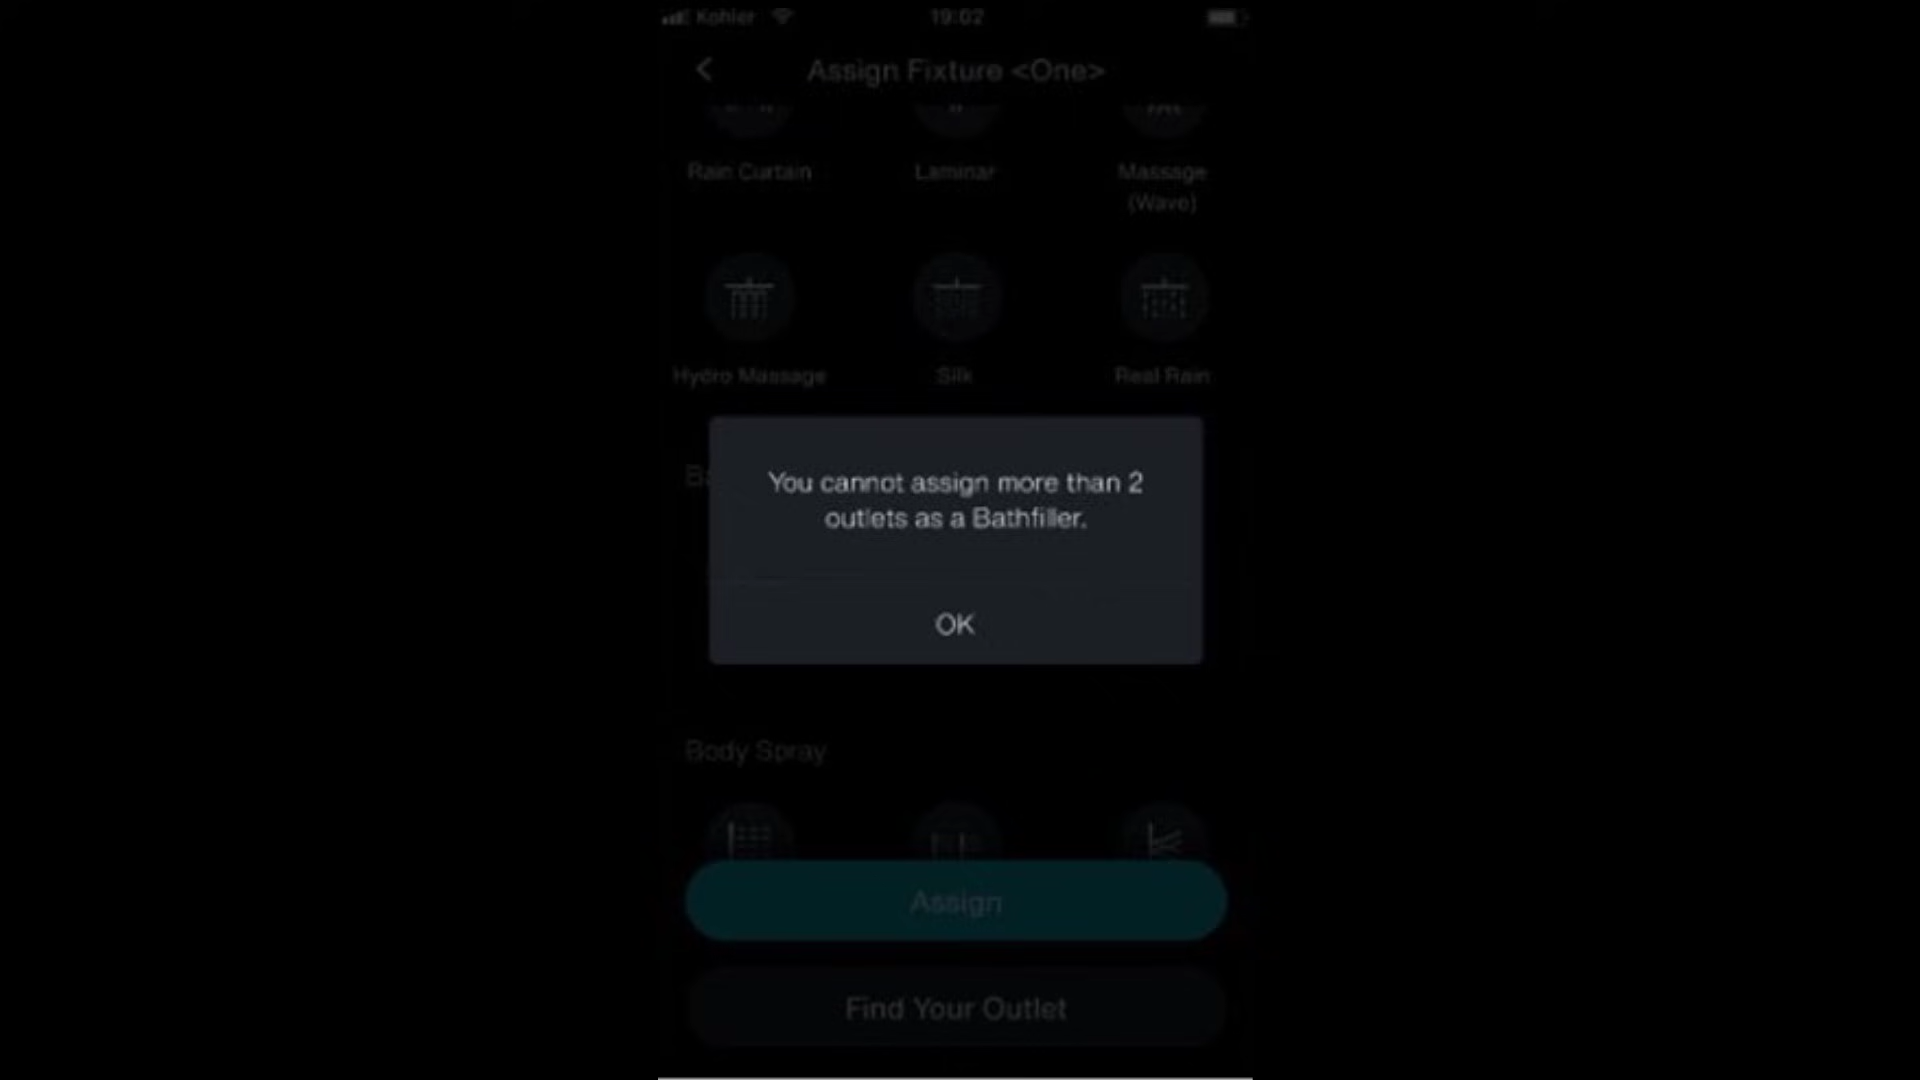 Kohler 19:02
Assign Fixture <One>
Rain Curtain Laminar Massage
(Wave)
Hydro Massage Silk Real Rain
You cannot assign more than 2
outlets as a Bathfiller.
OK
Body Spray
Assign
Find Your Outlet